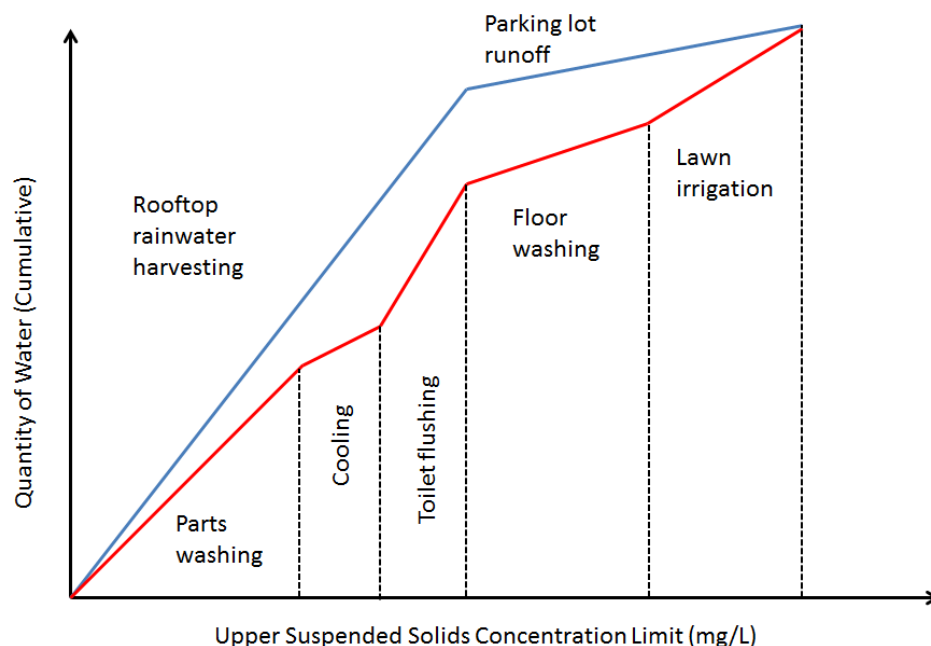 Parking lot
runoff
Quantity of Water (Cumulative)
Rooftop
rainwater
harvesting
Lawn
irrigation
Floor
washing
Cooling
Toilet flushing
Parts
washing
Upper Suspended Solids Concentration Limit (mg/L)